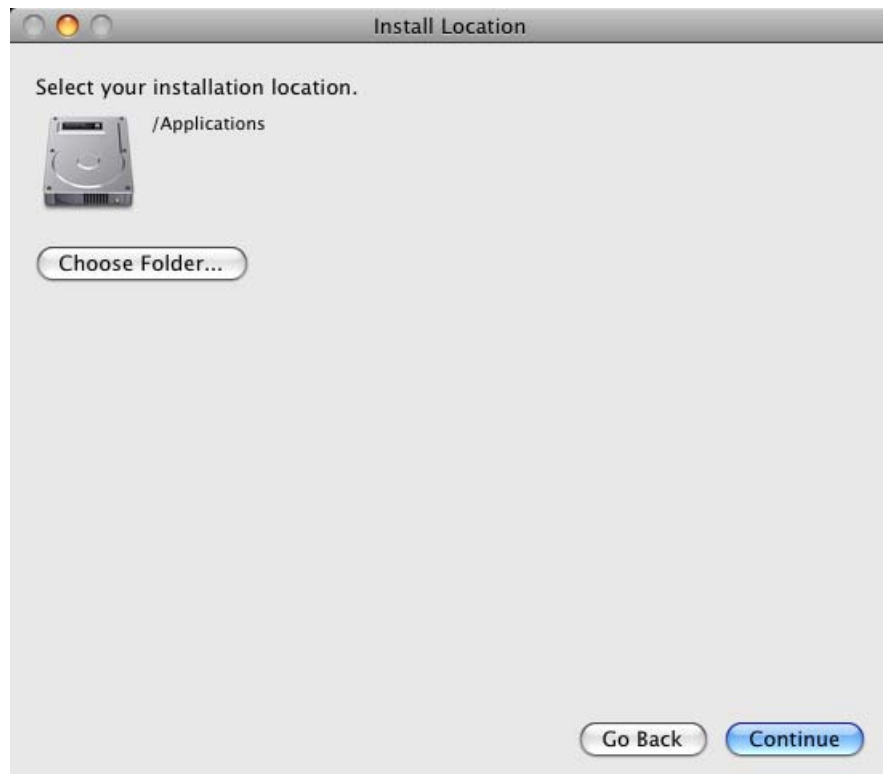 Install Location
Select your installation location.
/Applications
Choose Folder...
Go Back
Continue